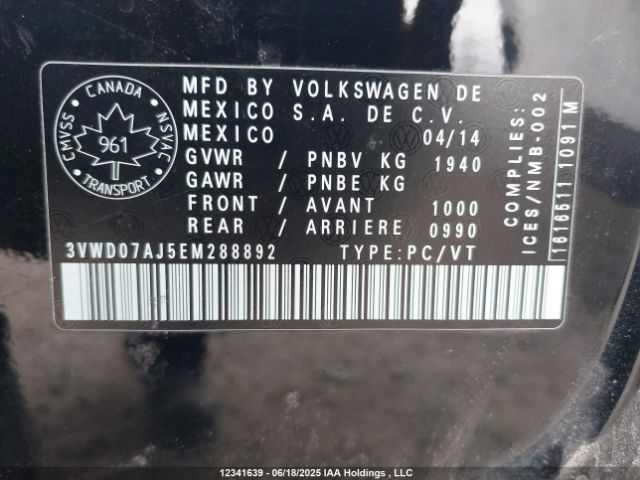 CANADA
CMVSS
NSVAC
961
TRANSPORT
MFD BY VOLKSWAGEN DE
MEXICO S.A. DE C.V.
MEXICO 04/14
GVWR / PNBV KG 1940
GAWR / PNBE KG
FRONT / AVANT 1000
REAR / ARRIERE 0990
3VWD07AJ5EM288892 TYPE:PC/VT
COMPLIES:
ICES/NMB-002
1616611 1091 M
12341639 - 06/18/2025 IAA Holdings , LLC